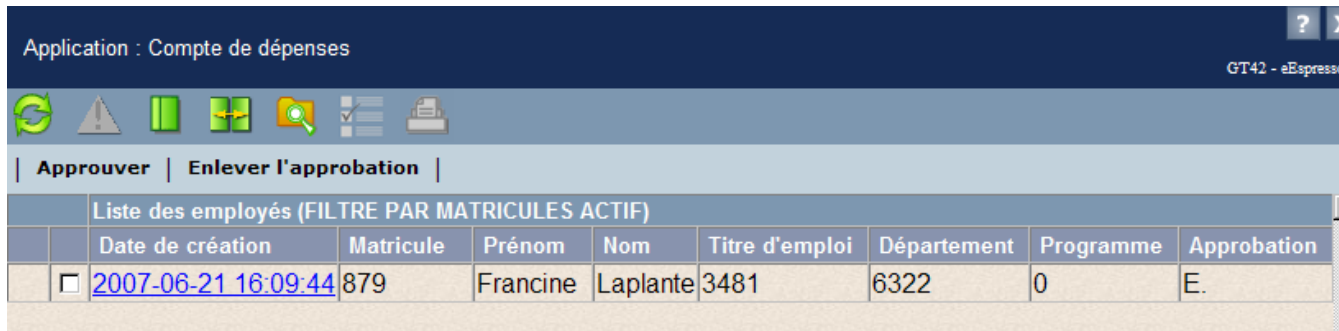 Application : Compte de dépenses
?
GT42 - eEspresso
| Approuver | Enlever l'approbation |
Liste des employés (FILTRE PAR MATRICULES ACTIF)
Date de création Matricule Prénom Nom Titre d'emploi Département Programme Approbation
2007-06-21 16:09:44 879 Francine Laplante 3481 6322 0 E.